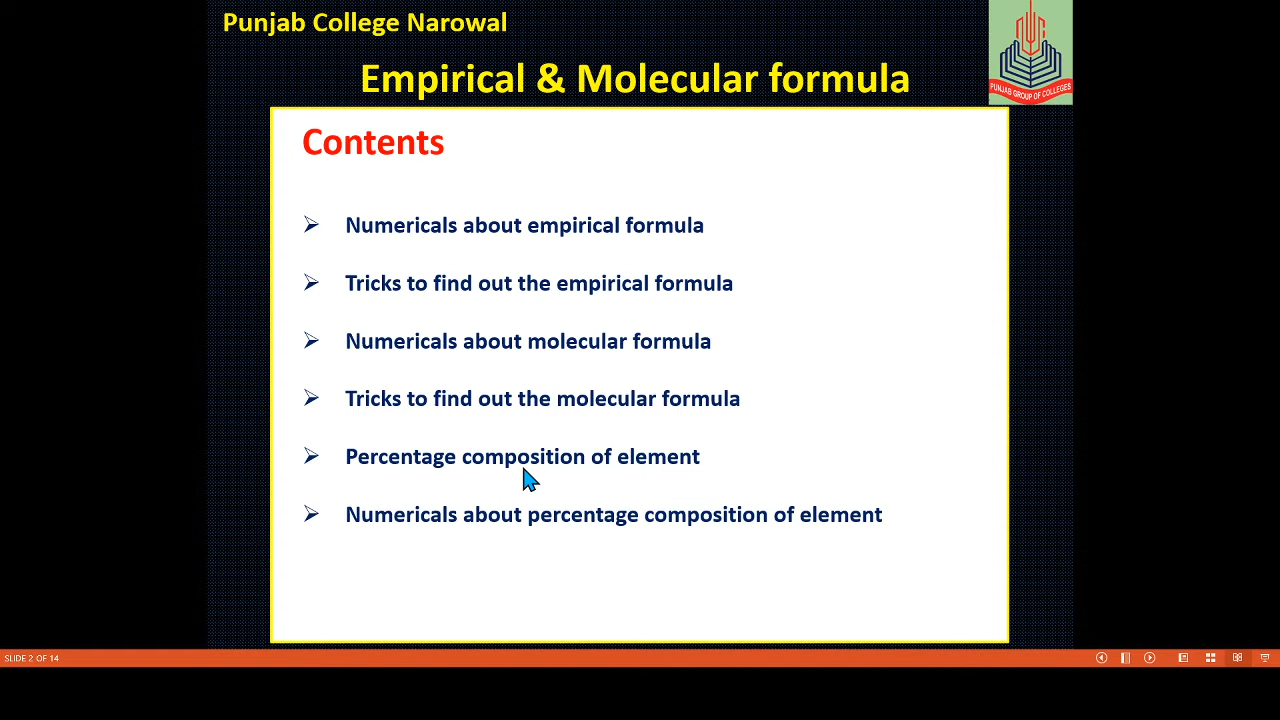 Punjab College Narowal
Empirical & Molecular formula
PUNJAB GROUP OF COLLEGES
Contents
Numericals about empirical formula
Tricks to find out the empirical formula
Numericals about molecular formula
Tricks to find out the molecular formula
Percentage composition of element
Numericals about percentage composition of element
SLIDE 2 OF 14